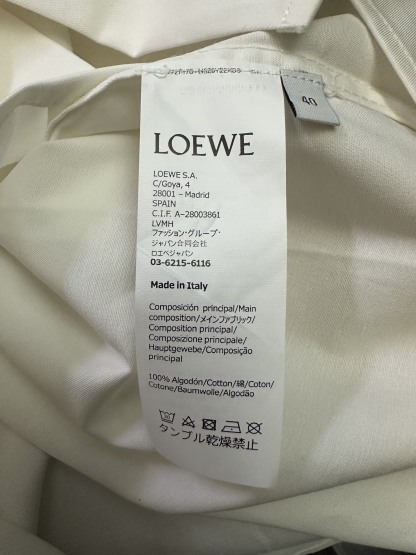 40
LOEWE
LOEWE S.A.
C/Goya, 4
28001 – Madrid
SPAIN
C.I.F. A-28003861
LVMH
ファッション・グループ・
ジャパン合同会社
ロエベジャパン
03-6215-6116
Made in Italy
Composición principal/Main
composition/メインファブリック/
Composition principal/
Composizione principale/
Hauptgewebe/Composição
principal
100% Algodón/Cotton/綿/Coton/
Cotone/Baumwolle/Algodão
タンブル乾燥禁止